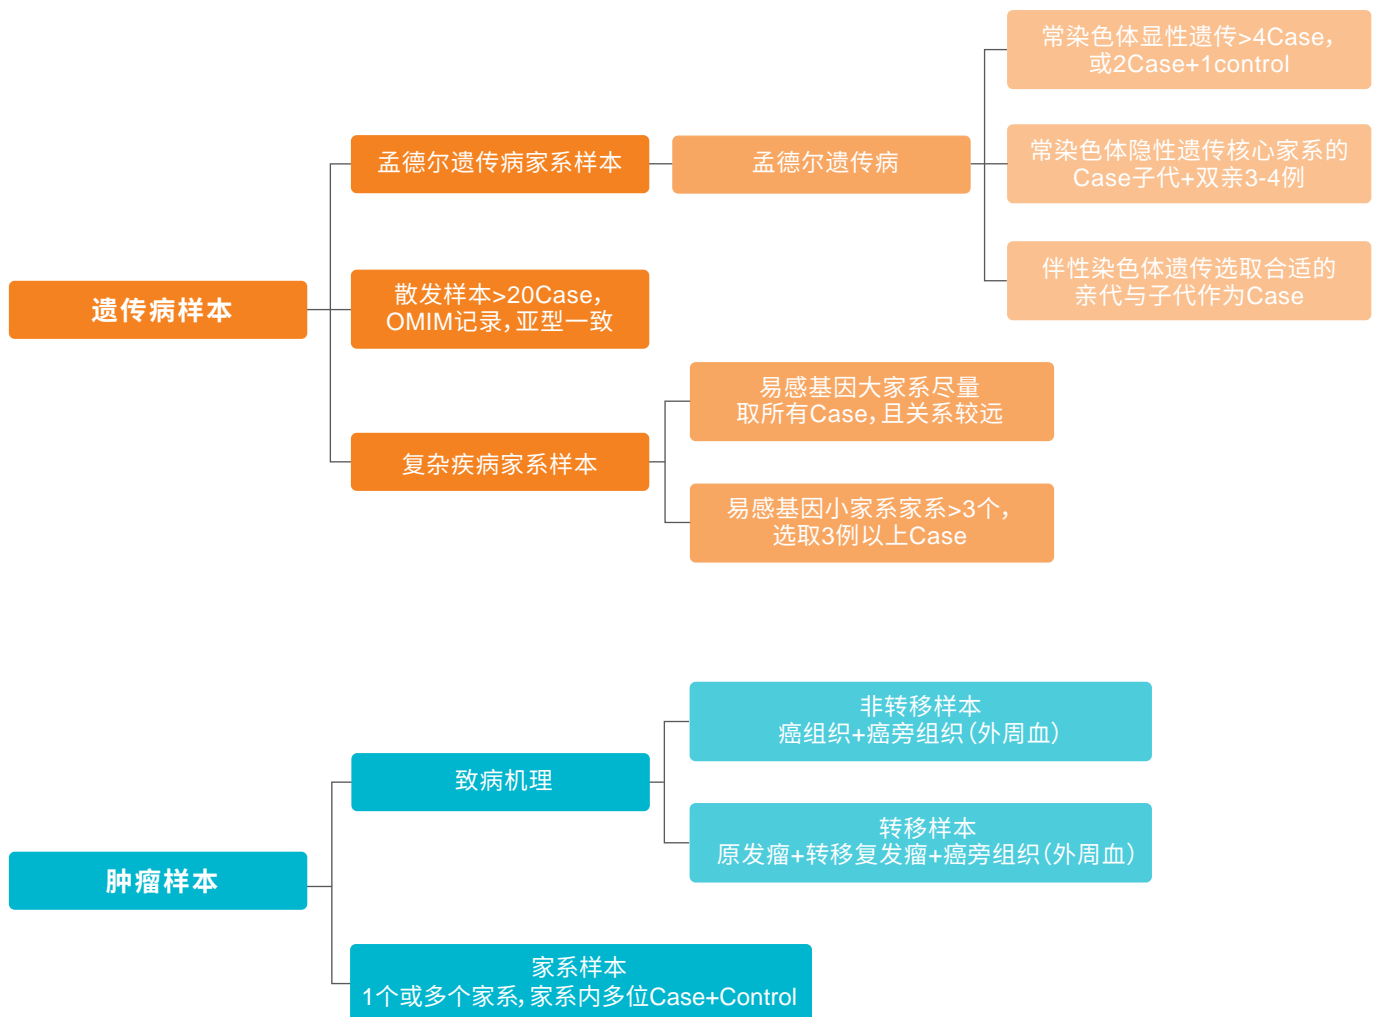 遗传病样本
孟德尔遗传病家系样本
孟德尔遗传病
常染色体显性遗传>4Case，
或2Case+1control
常染色体隐性遗传核心家系的
Case子代+双亲3-4例
伴性染色体遗传选取合适的
亲代与子代作为Case
散发样本>20Case，
OMIM记录，亚型一致
复杂疾病家系样本
易感基因大家系尽量
取所有Case，且关系较远
易感基因小家系家系>3个，
选取3例以上Case
肿瘤样本
致病机理
非转移样本
癌组织+癌旁组织（外周血）
转移样本
原发瘤+转移复发瘤+癌旁组织（外周血）
家系样本
1个或多个家系，家系内多位Case+Control